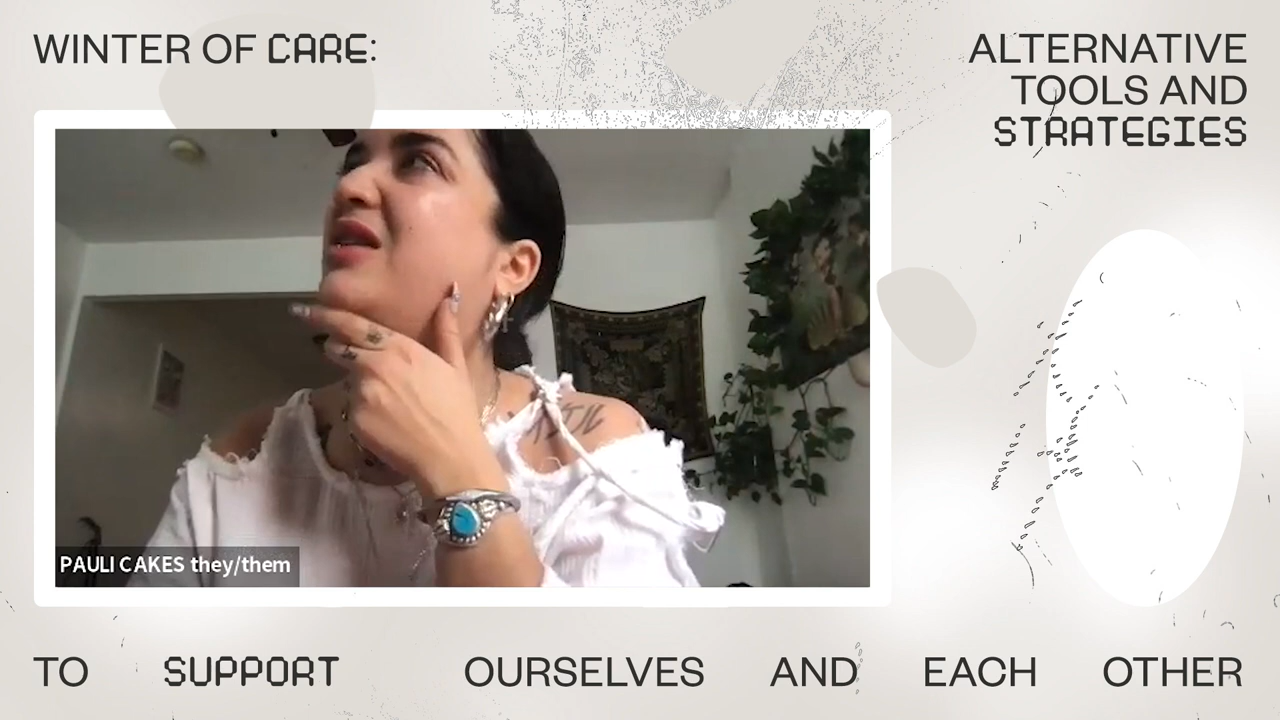 WINTER OF CARE:
ALTERNATIVE
TOOLS AND
STRATEGIES
PAULI CAKES they/them
TO SUPPORT OURSELVES AND EACH OTHER